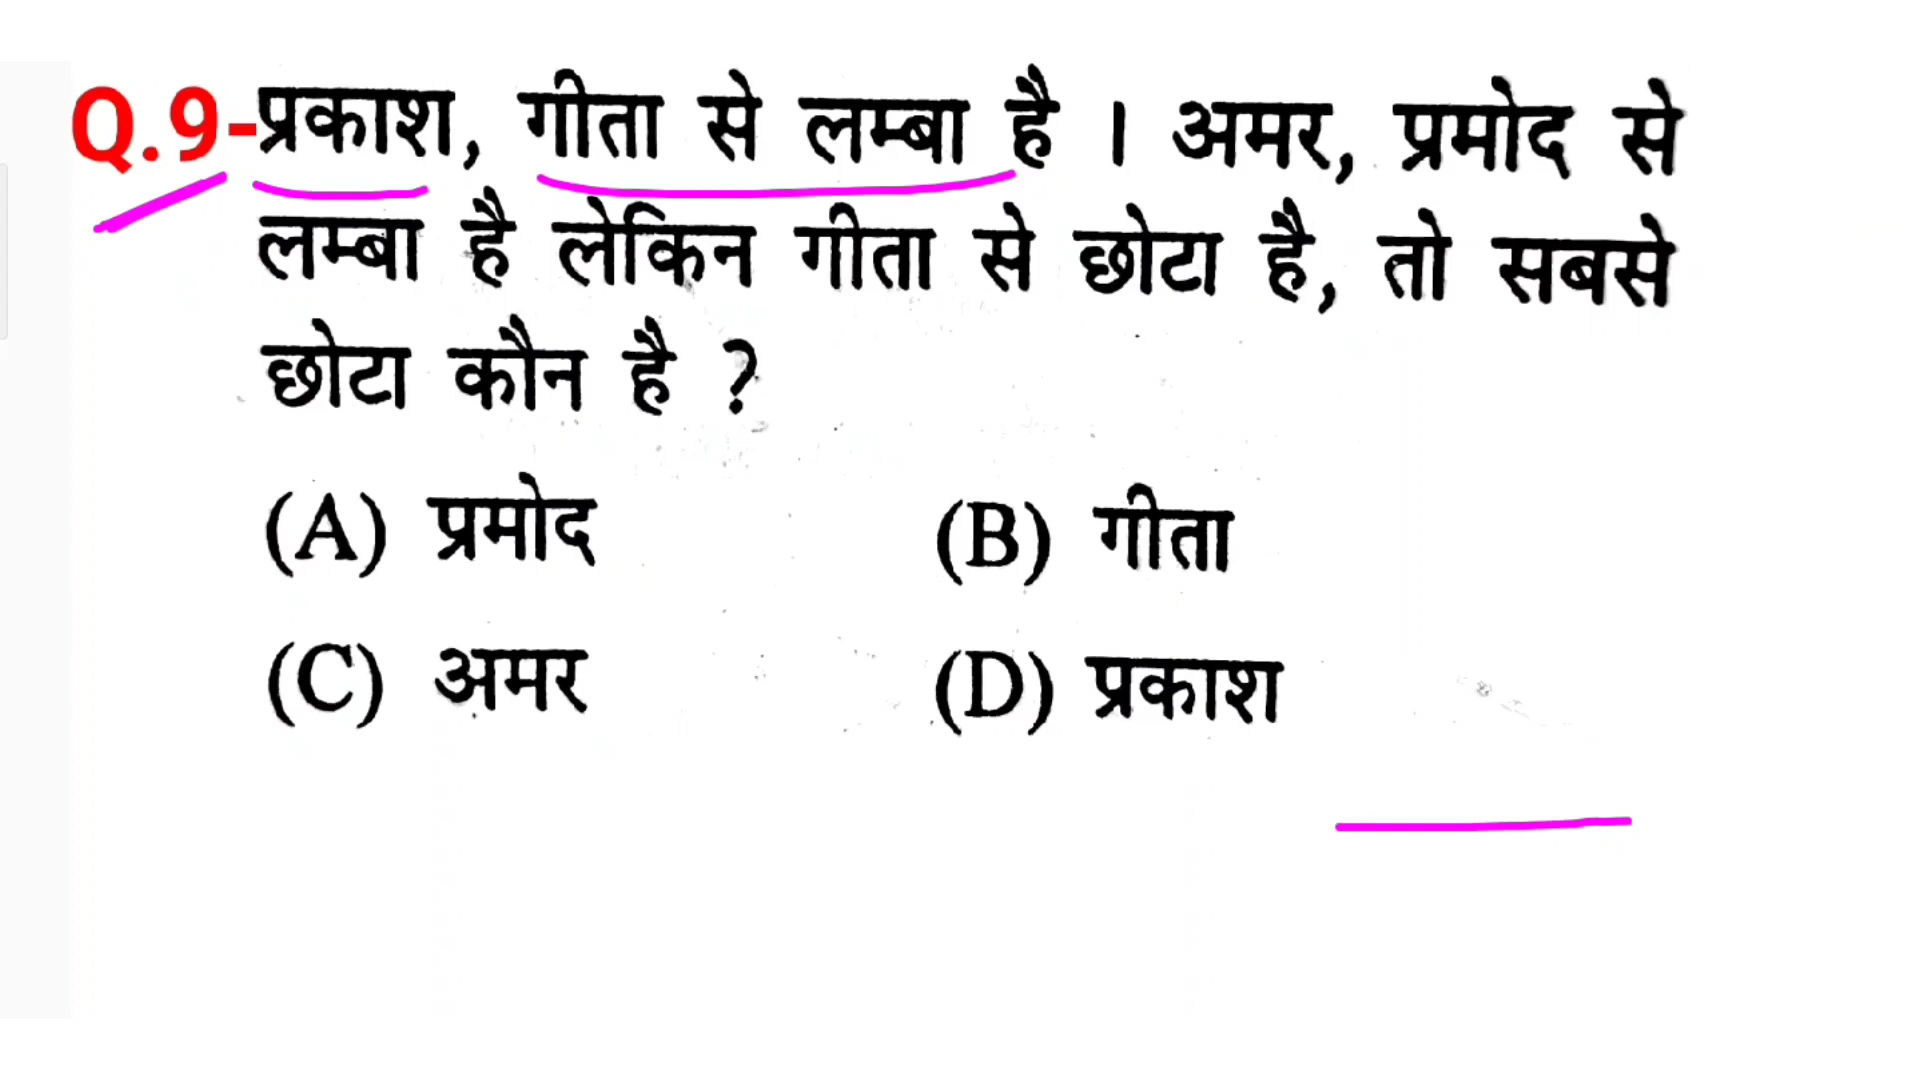 Q.9-प्रकाश, गीता से लम्बा है । अमर, प्रमोद से
लम्बा है लेकिन गीता से छोटा है, तो सबसे
छोटा कौन है ?
(A) प्रमोद (B) गीता
(C) अमर (D) प्रकाश